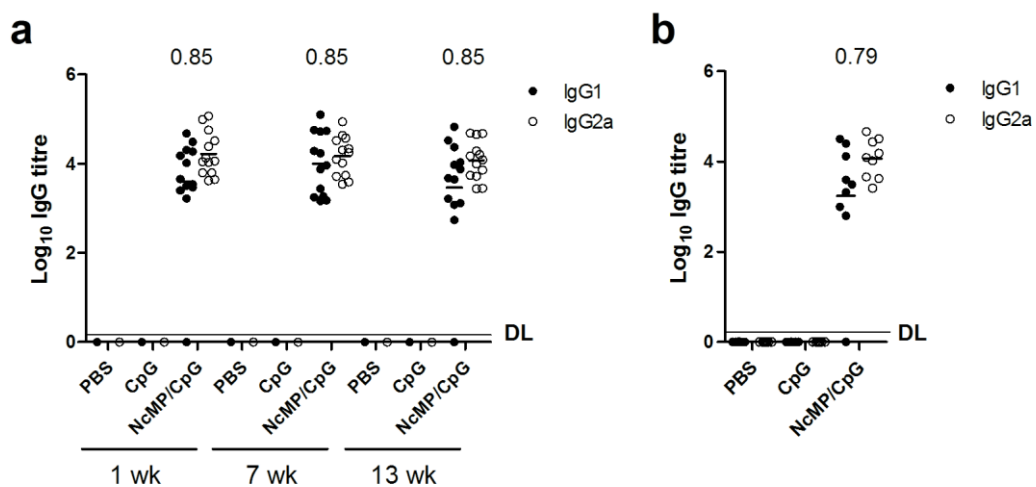 a
0.85 0.85 0.85
IgG1
IgG2a
Log10 IgG titre
6
4
2
0
DL
PBS CpG NcMP/CpG PBS CpG NcMP/CpG PBS CpG NcMP/CpG
1 wk 7 wk 13 wk
b
0.79
IgG1
IgG2a
Log10 IgG titre
6
4
2
0
DL
PBS CpG NcMP/CpG